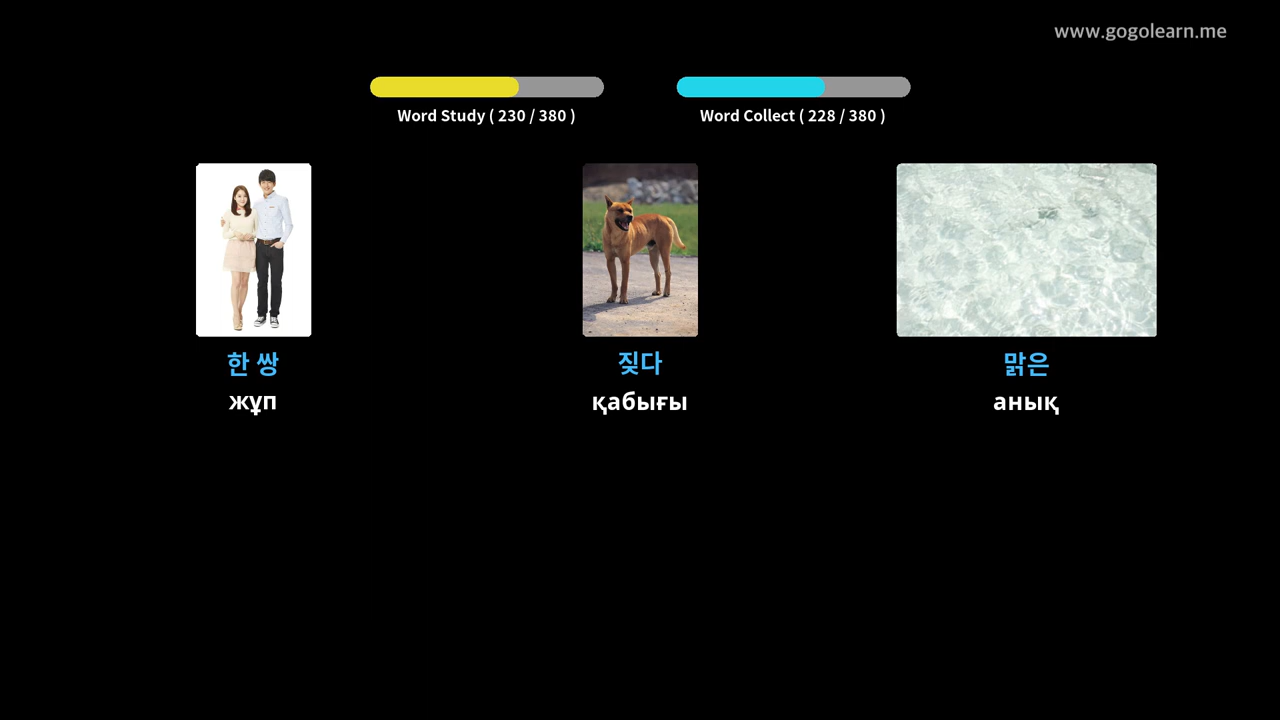 www.gogolearn.me
Word Study ( 230 / 380 )
Word Collect ( 228 / 380 )
한 쌍
짖다
맑은
жұп
қабығы
анық